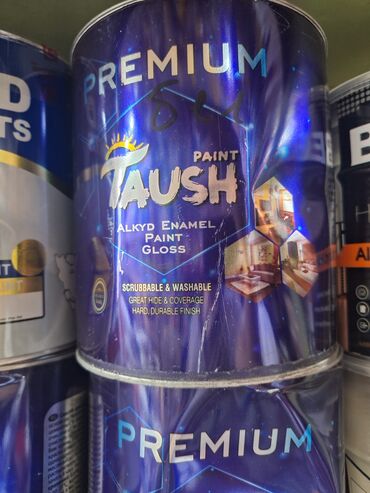 PREMIUM
PAINT
TAUSH
ALKYD ENAMEL
PAINT
GLOSS
SCRUBBABLE & WASHABLE
GREAT HIDE & COVERAGE
HARD, DURABLE FINISH
PREMIUM